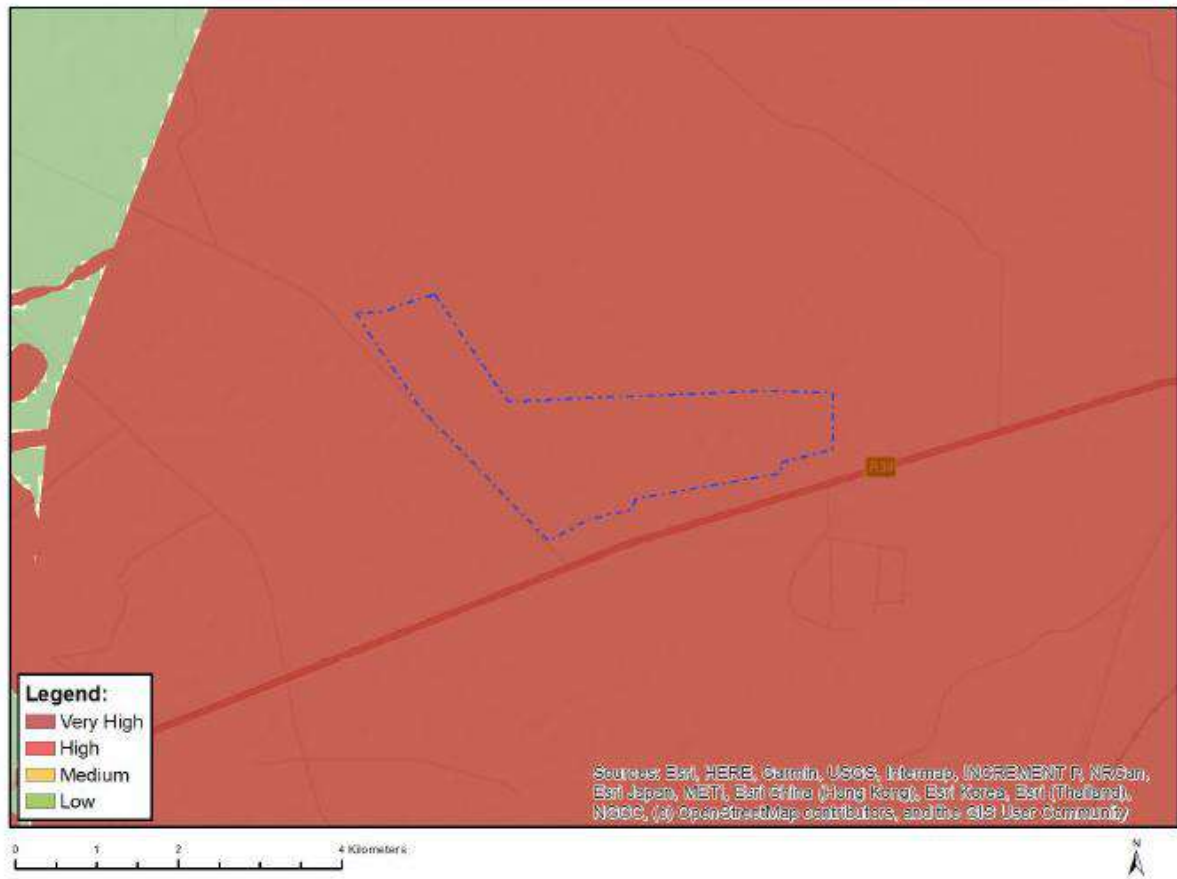 R34
Legend:
Very High
High
Medium
Low
Sources: Esri, HERE, Garmin, USGS, Intermap, INCREMENT P, NRCan,
Esri Japan, METI, Esri China (Hong Kong), Esri Korea, Esri (Thailand),
NGCC, (c) OpenStreetMap contributors, and the GIS User Community
0 1 2 4 Kilometers
N